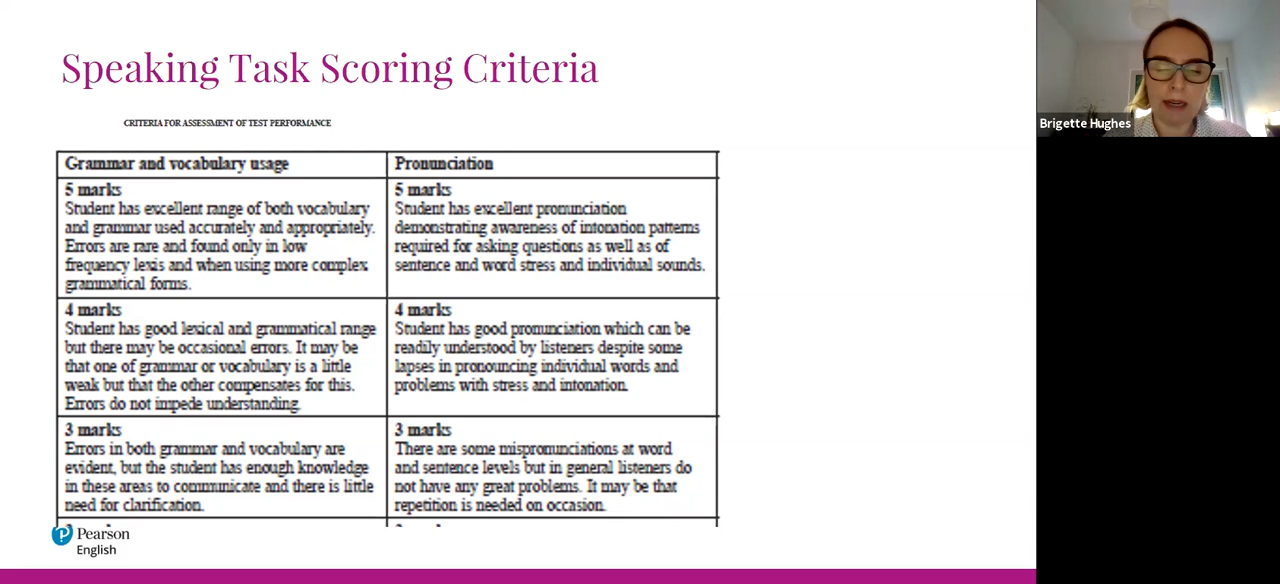 Speaking Task Scoring Criteria
CRITERIA FOR ASSESSMENT OF TEST PERFORMANCE
Grammar and vocabulary usage
5 marks
Student has excellent range of both vocabulary
and grammar used accurately and appropriately.
Errors are rare and found only in low
frequency lexis and when using more complex
grammatical forms.
4 marks
Student has good lexical and grammatical range
but there may be occasional errors. It may be
that one of grammar or vocabulary is a little
weak but that the other compensates for this.
Errors do not impede understanding.
3 marks
Errors in both grammar and vocabulary are
evident, but the student has enough knowledge
in these areas to communicate and there is little
need for clarification.
Pronunciation
5 marks
Student has excellent pronunciation
demonstrating awareness of intonation patterns
required for asking questions as well as of
sentence and word stress and individual sounds.
4 marks
Student has good pronunciation which can be
readily understood by listeners despite some
lapses in pronouncing individual words and
problems with stress and intonation.
3 marks
There are some mispronunciations at word
and sentence levels but in general listeners do
not have any great problems. It may be that
repetition is needed on occasion.
Pearson
English
Brigette Hughes